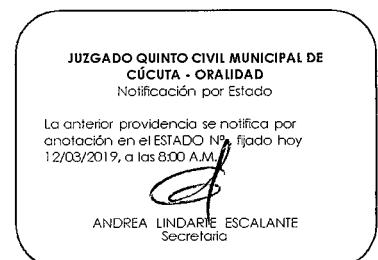 JUZGADO QUINTO CIVIL MUNICIPAL DE
CÚCUTA - ORALIDAD
Notificación por Estado
La anterior providencia se notifica por
anotación en el ESTADO Nº, fijado hoy
12/03/2019, a las 8:00 A.M.
ANDREA LINDARTE ESCALANTE
Secretaria